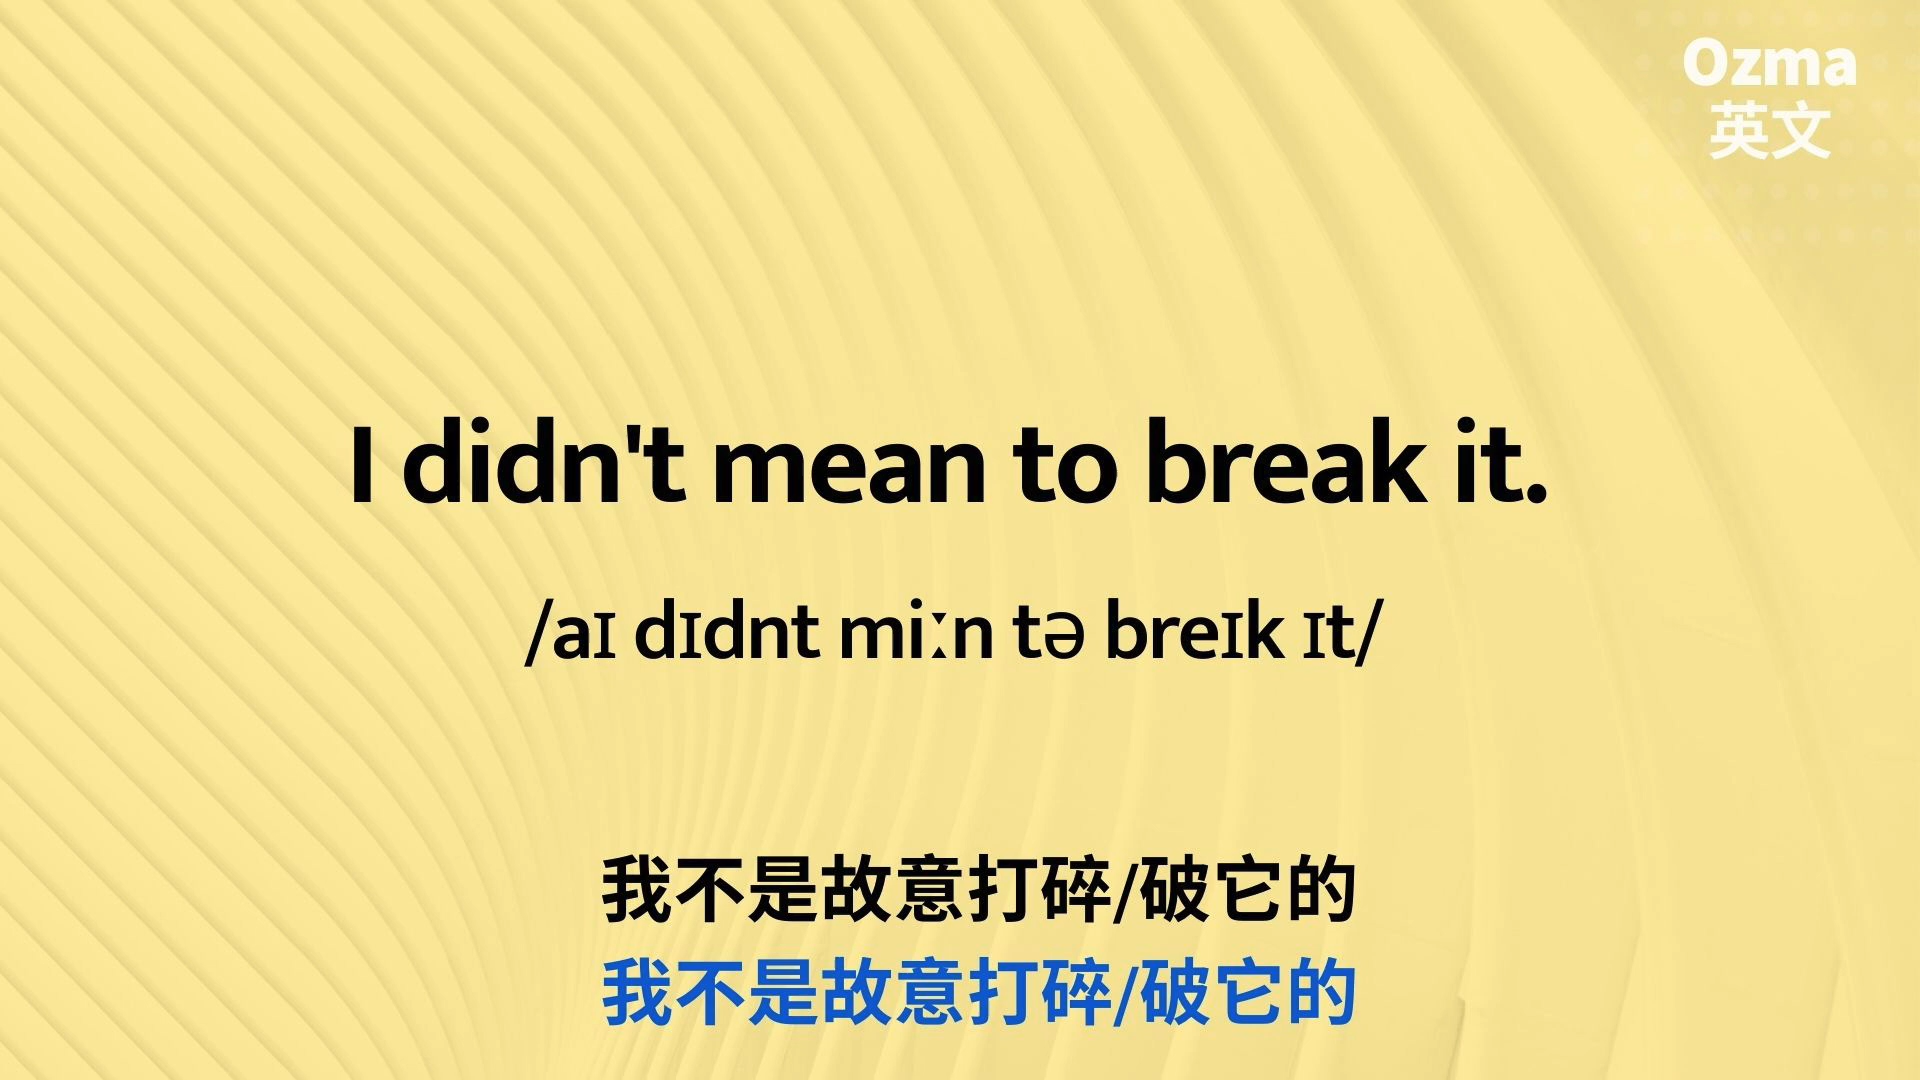 Ozma
英文
I didn't mean to break it.
/aɪ dɪdnt miːn tə breɪk ɪt/
我不是故意打碎/破它的
我不是故意打碎/破它的